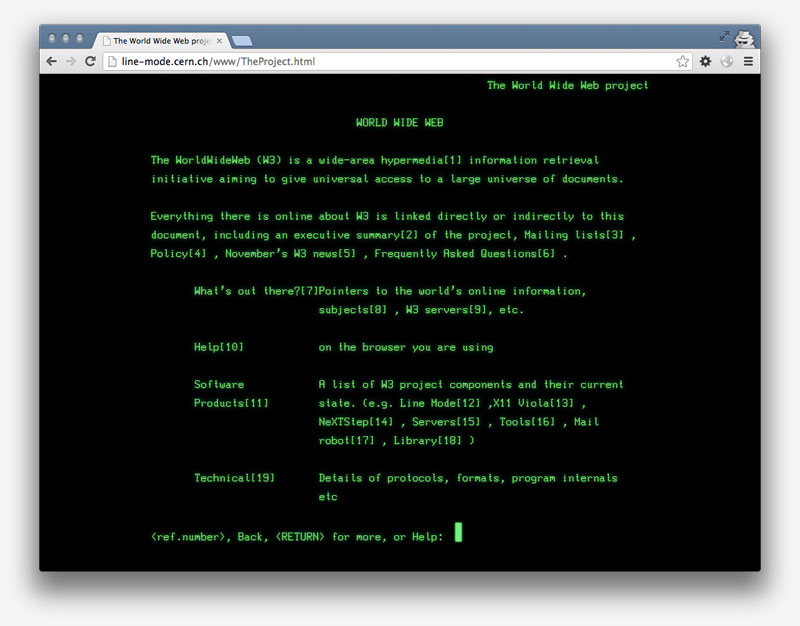 The World Wide Web proje
line-mode.cern.ch/www/TheProject.html
The World Wide Web project
WORLD WIDE WEB
The WorldWideWeb (W3) is a wide-area hypermedia[1] information retrieval
initiative aiming to give universal access to a large universe of documents.
Everything there is online about W3 is linked directly or indirectly to this
document, including an executive summary[2] of the project, Mailing lists[3] ,
Policy[4] , November's W3 news[5] , Frequently Asked Questions[6] .
What's out there?[7]Pointers to the world's online information,
subjects[8] , W3 servers[9], etc.
Help[10] on the browser you are using
Software A list of W3 project components and their current
Products[11] state. (e.g. Line Mode[12] ,X11 Viola[13] ,
NeXTStep[14] , Servers[15] , Tools[16] , Mail
robot[17] , Library[18] )
Technical[19] Details of protocols, formats, program internals
etc
<ref.number>, Back, <RETURN> for more, or Help: